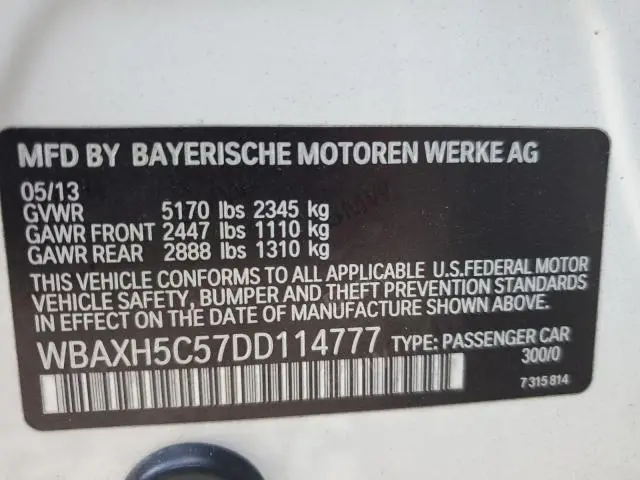 MFD BY BAYERISCHE MOTOREN WERKE AG
05/13
GVWR 5170 lbs 2345 kg
GAWR FRONT 2447 lbs 1110 kg
GAWR REAR 2888 lbs 1310 kg
THIS VEHICLE CONFORMS TO ALL APPLICABLE U.S.FEDERAL MOTOR
VEHICLE SAFETY, BUMPER AND THEFT PREVENTION STANDARDS
IN EFFECT ON THE DATE OF MANUFACTURE SHOWN ABOVE.
WBAXH5C57DD114777 TYPE: PASSENGER CAR
300/0
7 315 814